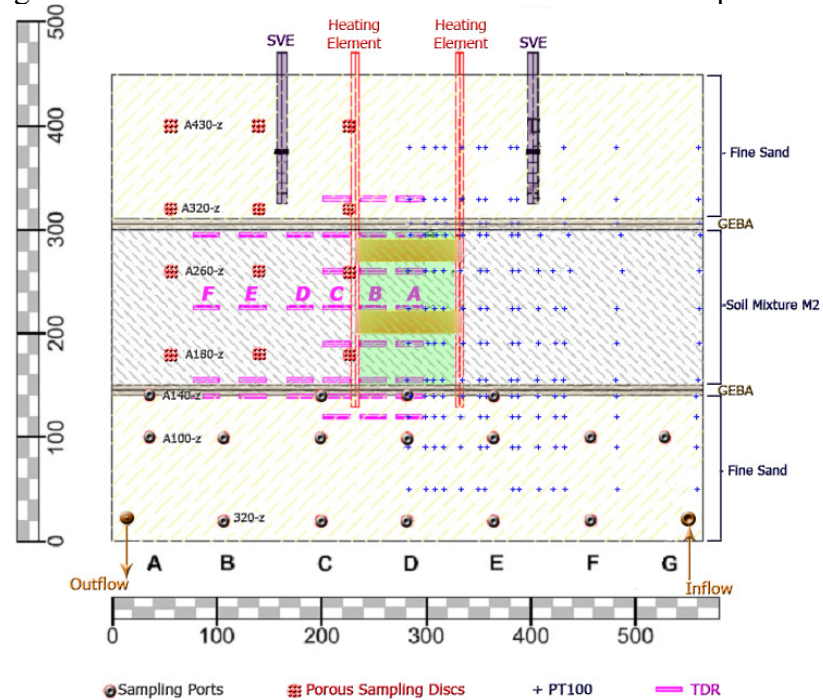 500
400
300
200
100
0
SVE
Heating
Element
Heating
Element
SVE
A430-z
A320-z
A260-z
F E D C B A
A180-z
A140-z
A100-z
320-z
Fine Sand
GEBA
Soil Mixture M2
GEBA
Fine Sand
Outflow
A B C D E F G
Inflow
0 100 200 300 400 500
Sampling Ports Porous Sampling Discs + PT100 TDR